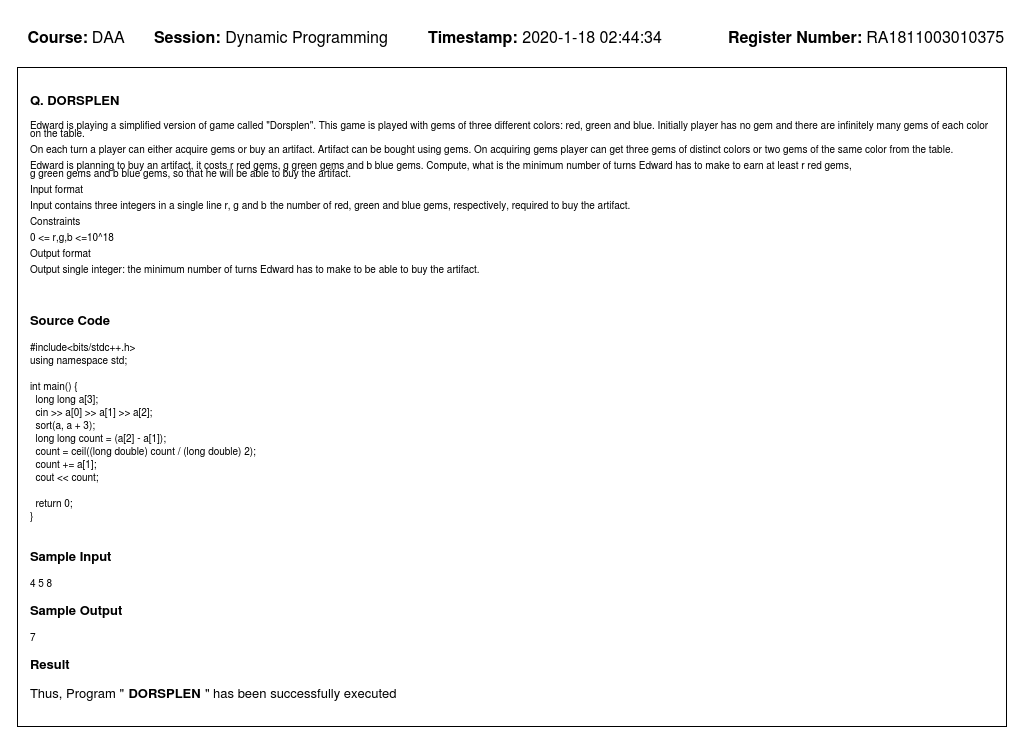 Course: DAA Session: Dynamic Programming Timestamp: 2020-1-18 02:44:34 Register Number: RA1811003010375
Q. DORSPLEN
Edward is playing a simplified version of game called "Dorsplen". This game is played with gems of three different colors: red, green and blue. Initially player has no gem and there are infinitely many gems of each color
on the table.
On each turn a player can either acquire gems or buy an artifact. Artifact can be bought using gems. On acquiring gems player can get three gems of distinct colors or two gems of the same color from the table.
Edward is planning to buy an artifact, it costs r red gems, g green gems and b blue gems. Compute, what is the minimum number of turns Edward has to make to earn at least r red gems,
g green gems and b blue gems, so that he will be able to buy the artifact.
Input format
Input contains three integers in a single line r, g and b the number of red, green and blue gems, respectively, required to buy the artifact.
Constraints
0 <= r,g,b <=10^18
Output format
Output single integer: the minimum number of turns Edward has to make to be able to buy the artifact.
Source Code
#include<bits/stdc++.h>
using namespace std;
int main() {
long long a[3];
cin >> a[0] >> a[1] >> a[2];
sort(a, a + 3);
long long count = (a[2] - a[1]);
count = ceil((long double) count / (long double) 2);
count += a[1];
cout << count;
return 0;
}
Sample Input
4 5 8
Sample Output
7
Result
Thus, Program " DORSPLEN " has been successfully executed